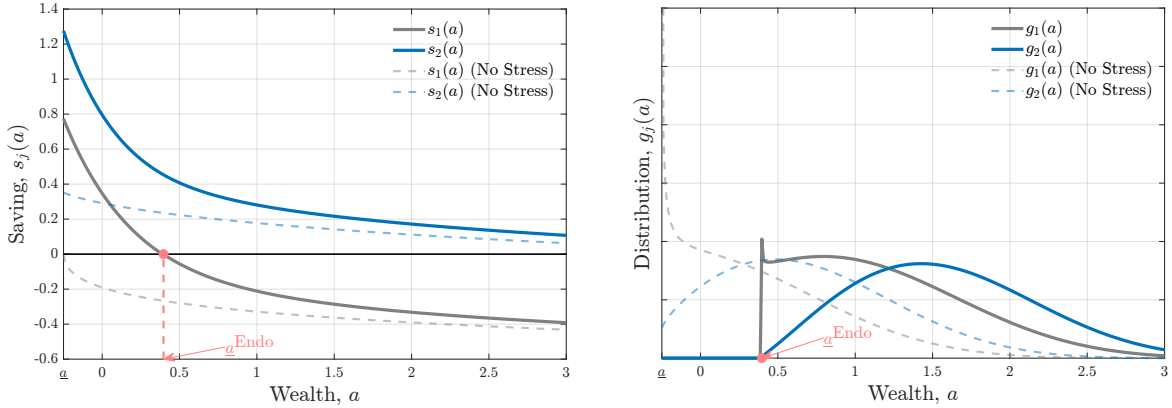 1.4
1.2
1
0.8
0.6
0.4
0.2
0
-0.2
-0.4
-0.6
Saving, s_j(a)
s_1(a)
s_2(a)
s_1(a) (No Stress)
s_2(a) (No Stress)
a̲^Endo
a̲ 0 0.5 1 1.5 2 2.5 3
Wealth, a
Distribution, g_j(a)
g_1(a)
g_2(a)
g_1(a) (No Stress)
g_2(a) (No Stress)
a̲^Endo
a̲ 0 0.5 1 1.5 2 2.5 3
Wealth, a